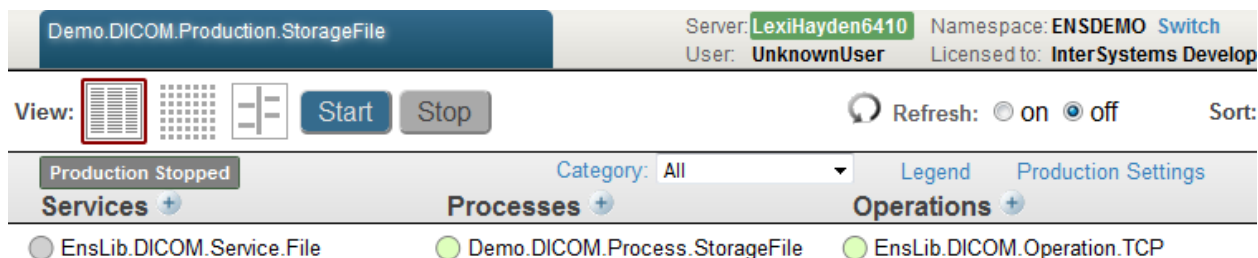 Demo.DICOM.Production.StorageFile
Server: LexiHayden6410 Namespace: ENSDEMO Switch
User: UnknownUser Licensed to: InterSystems Develop
View: Start Stop Refresh: on off Sort:
Production Stopped Category: All Legend Production Settings
Services + Processes + Operations +
EnsLib.DICOM.Service.File Demo.DICOM.Process.StorageFile EnsLib.DICOM.Operation.TCP